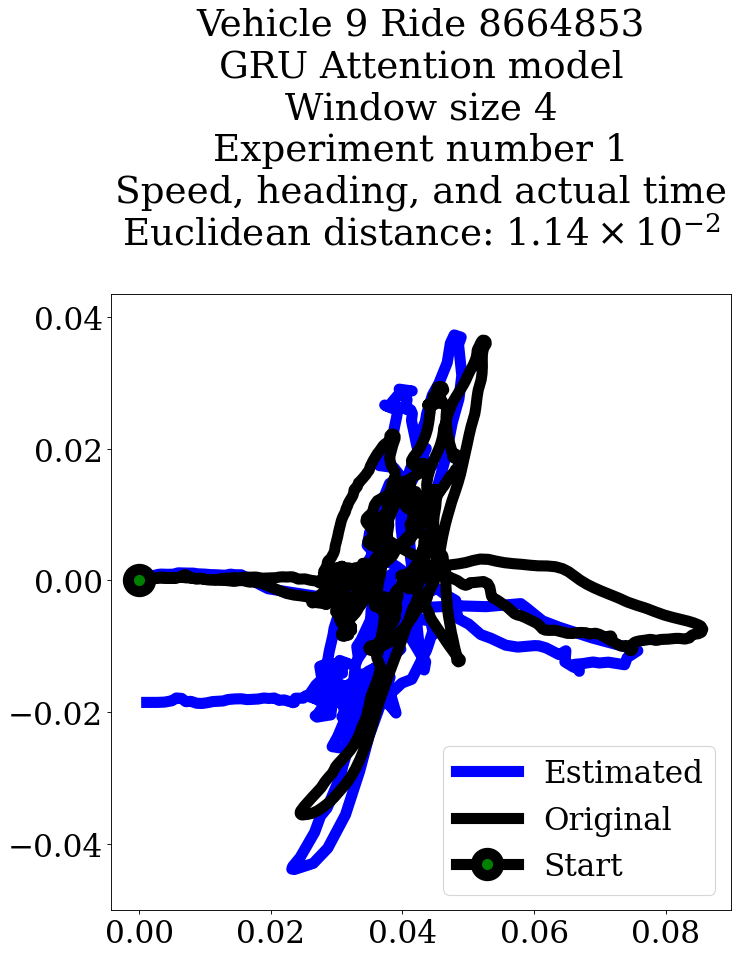 Vehicle 9 Ride 8664853
GRU Attention model
Window size 4
Experiment number 1
Speed, heading, and actual time
Euclidean distance: 1.14 × 10⁻²
0.04
0.02
0.00
−0.02
−0.04
Estimated
Original
Start
0.00 0.02 0.04 0.06 0.08